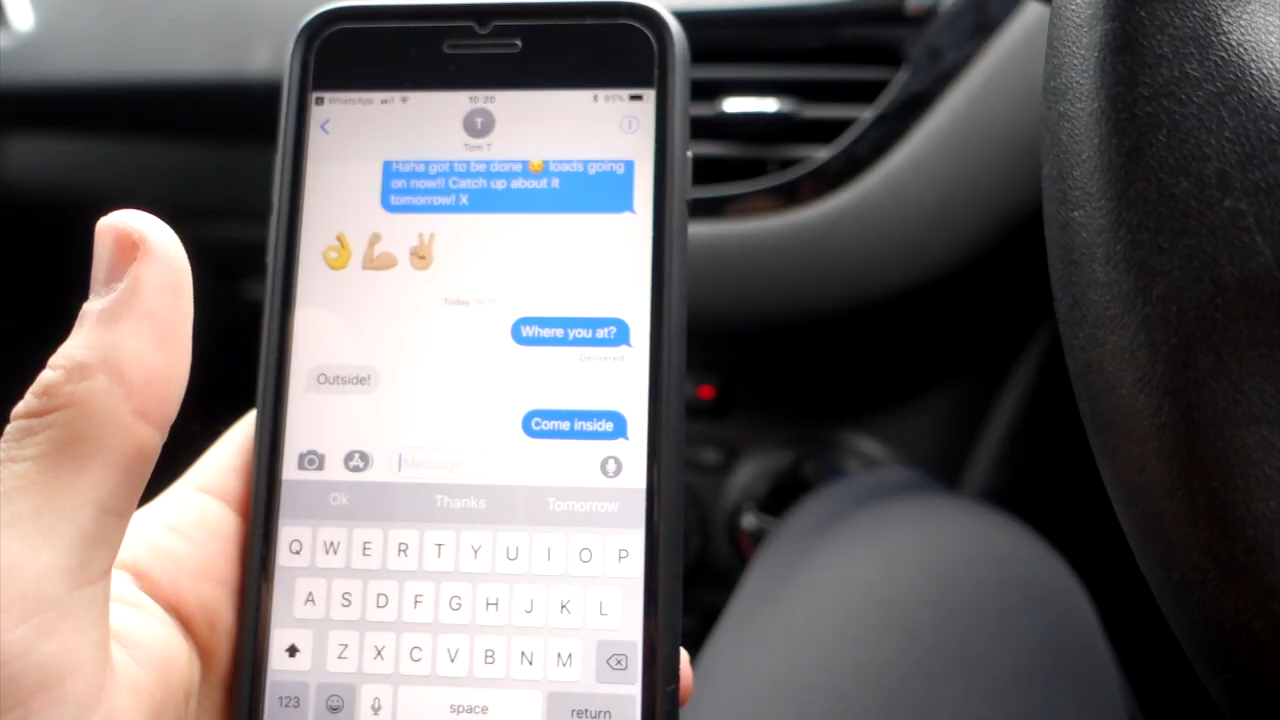 WhatsApp
10:20
85%
T
Tom T
Haha got to be done 😉 loads going
on now!! Catch up about it
tomorrow! X
👌💪✌
Today
Where you at?
Delivered
Outside!
Come inside
Message
Ok Thanks Tomorrow
Q W E R T Y U I O P
A S D F G H J K L
Z X C V B N M
123 space return